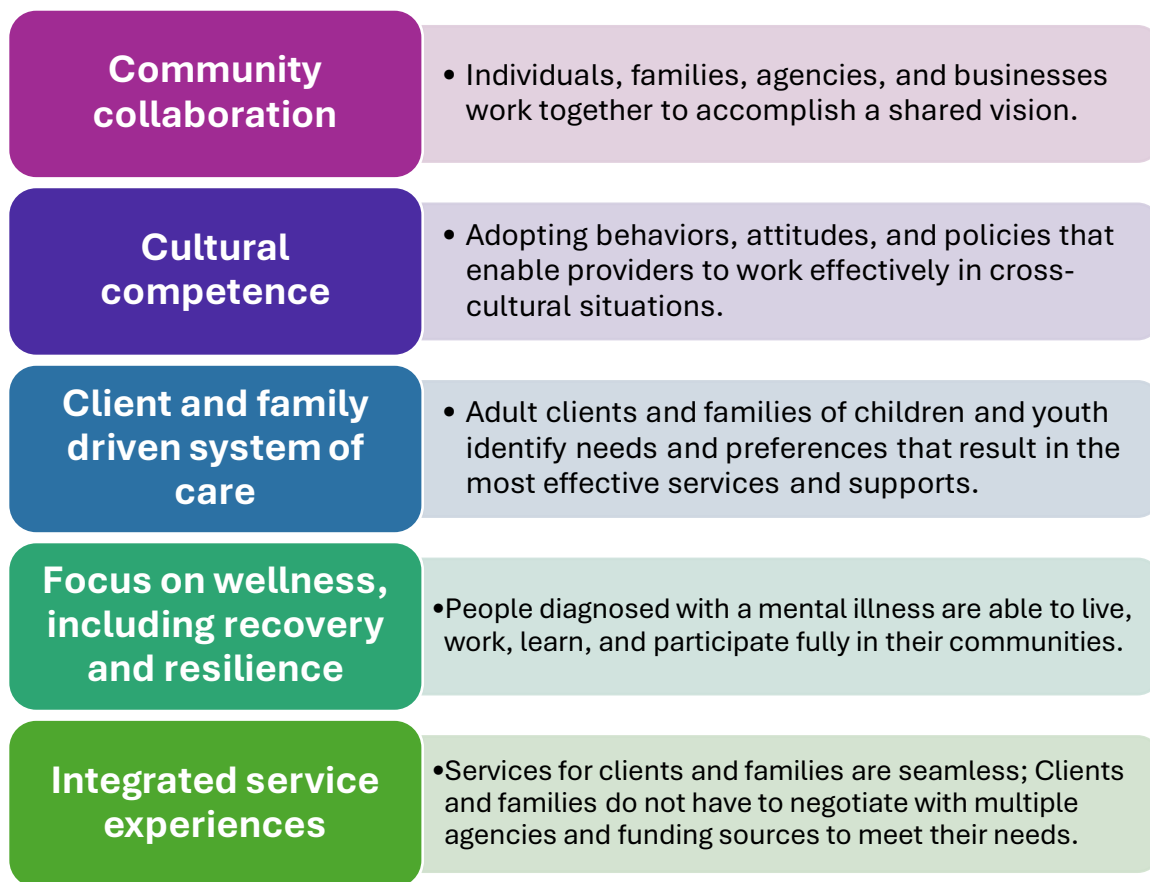 Community
collaboration
• Individuals, families, agencies, and businesses
work together to accomplish a shared vision.
Cultural
competence
• Adopting behaviors, attitudes, and policies that
enable providers to work effectively in cross-
cultural situations.
Client and family
driven system of
care
• Adult clients and families of children and youth
identify needs and preferences that result in the
most effective services and supports.
Focus on wellness,
including recovery
and resilience
•People diagnosed with a mental illness are able to live,
work, learn, and participate fully in their communities.
Integrated service
experiences
•Services for clients and families are seamless; Clients
and families do not have to negotiate with multiple
agencies and funding sources to meet their needs.